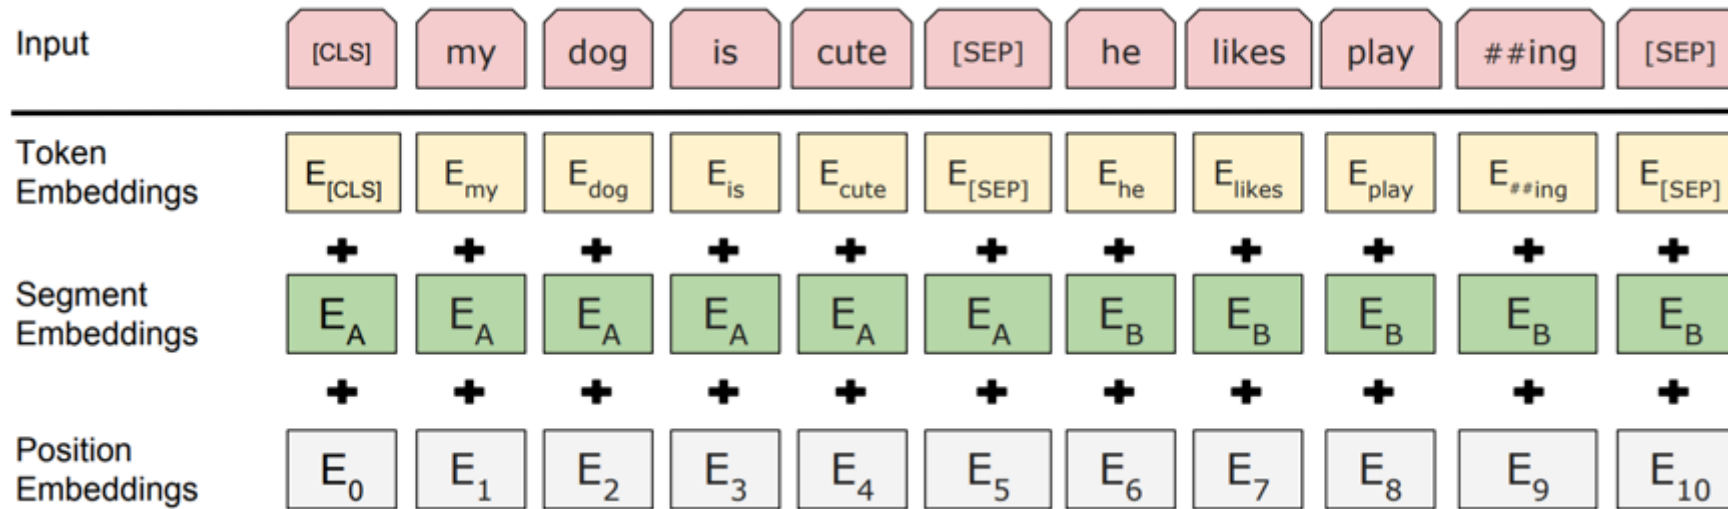 Input [CLS] my dog is cute [SEP] he likes play ##ing [SEP]
Token
Embeddings
E[CLS] Emy Edog Eis Ecute E[SEP] Ehe Elikes Eplay E##ing E[SEP]
+ + + + + + + + + + +
Segment
Embeddings
EA EA EA EA EA EA EB EB EB EB EB
+ + + + + + + + + + +
Position
Embeddings
E0 E1 E2 E3 E4 E5 E6 E7 E8 E9 E10